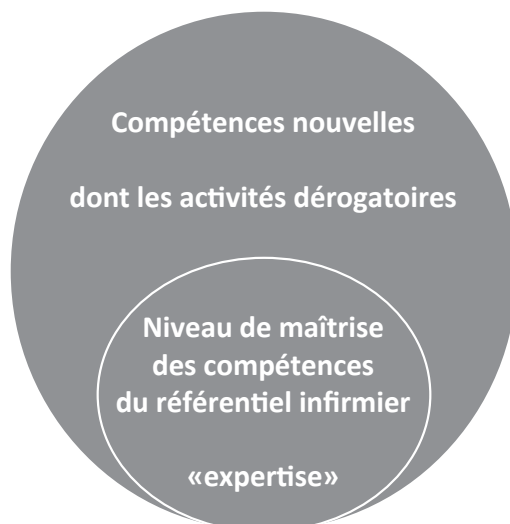 Compétences nouvelles
dont les activités dérogatoires
Niveau de maîtrise
des compétences
du référentiel infirmier
«expertise»